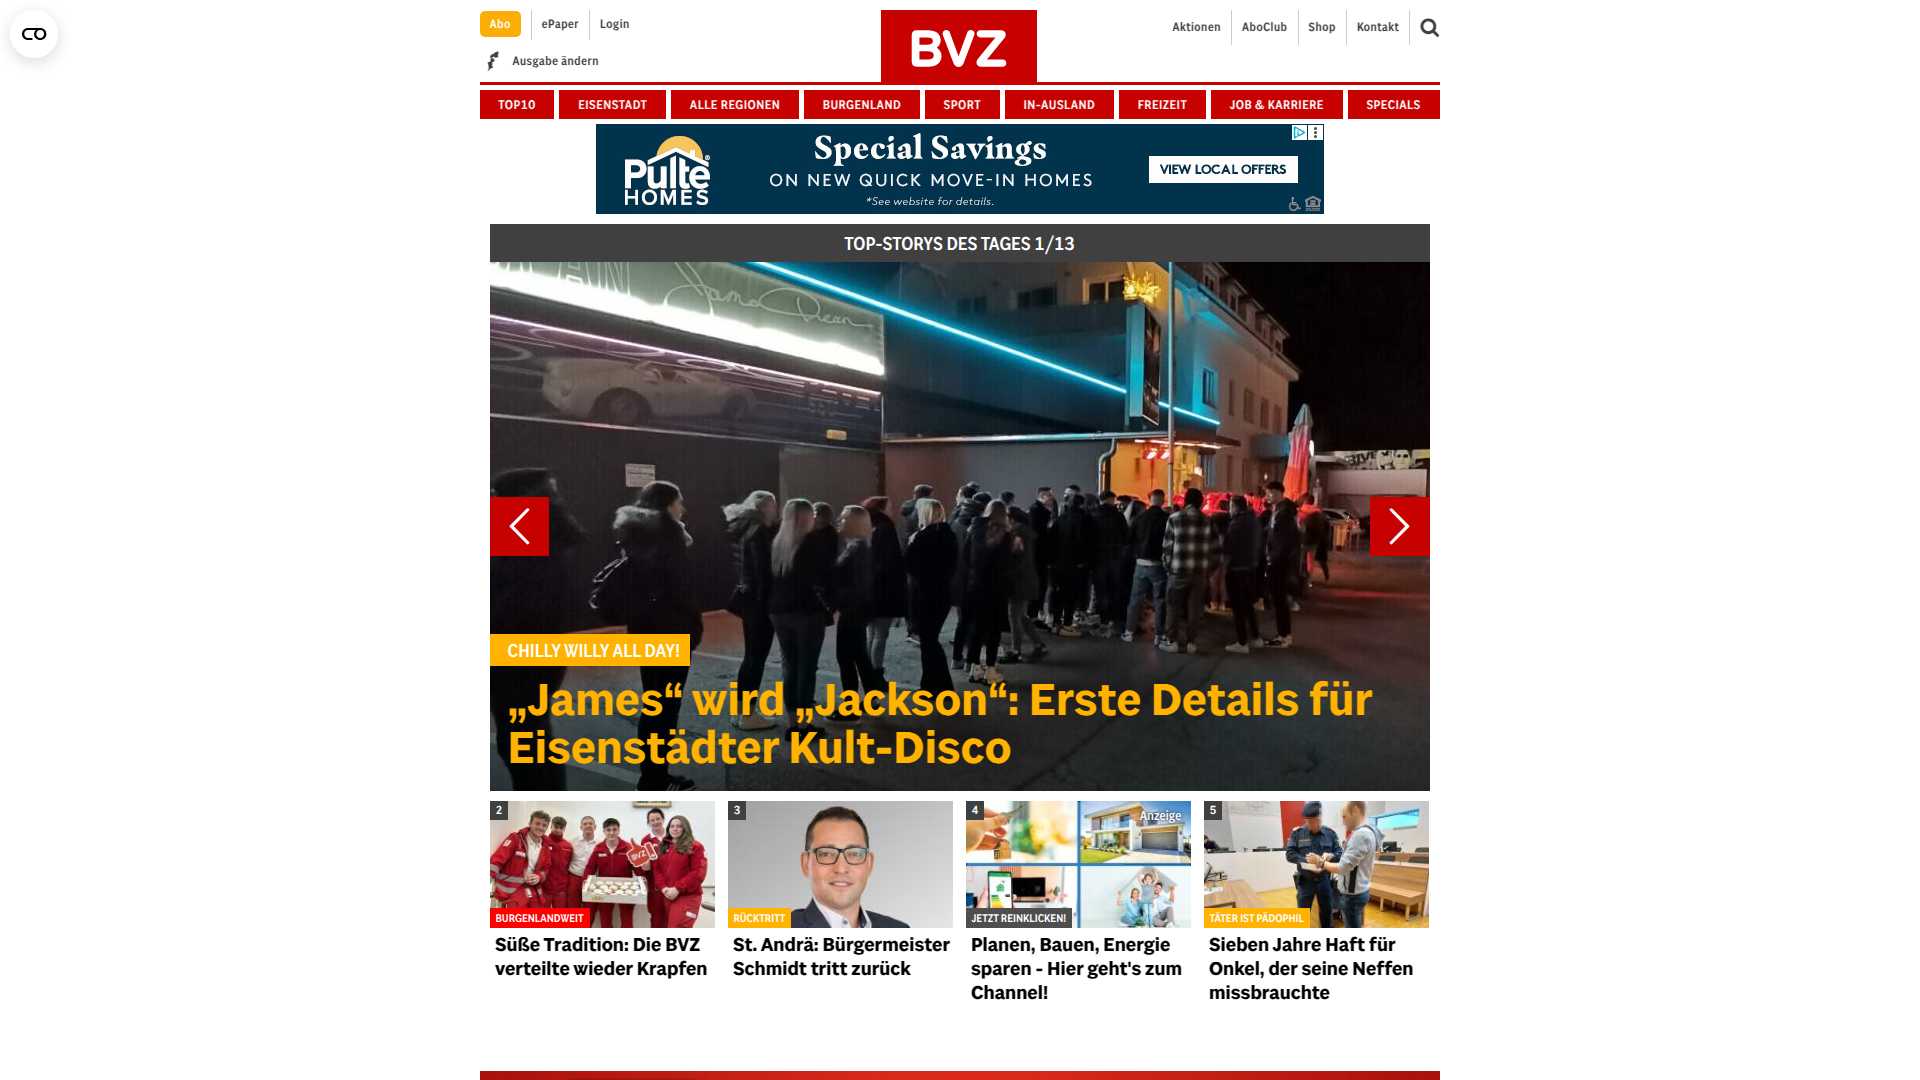 Abo
ePaper
Login
Ausgabe ändern
BVZ
Aktionen
AboClub
Shop
Kontakt
TOP10
EISENSTADT
ALLE REGIONEN
BURGENLAND
SPORT
IN-AUSLAND
FREIZEIT
JOB & KARRIERE
SPECIALS
Pulte
HOMES
Special Savings
ON NEW QUICK MOVE-IN HOMES
*See website for details.
VIEW LOCAL OFFERS
TOP-STORYS DES TAGES 1/13
James Dean
CHILLY WILLY ALL DAY!
„James“ wird „Jackson“: Erste Details für
Eisenstädter Kult-Disco
2
BVZ
BURGENLANDWEIT
Süße Tradition: Die BVZ
verteilte wieder Krapfen
3
RÜCKTRITT
St. Andrä: Bürgermeister
Schmidt tritt zurück
4
Anzeige
JETZT REINKLICKEN!
Planen, Bauen, Energie
sparen - Hier geht's zum
Channel!
5
TÄTER IST PÄDOPHIL
Sieben Jahre Haft für
Onkel, der seine Neffen
missbrauchte